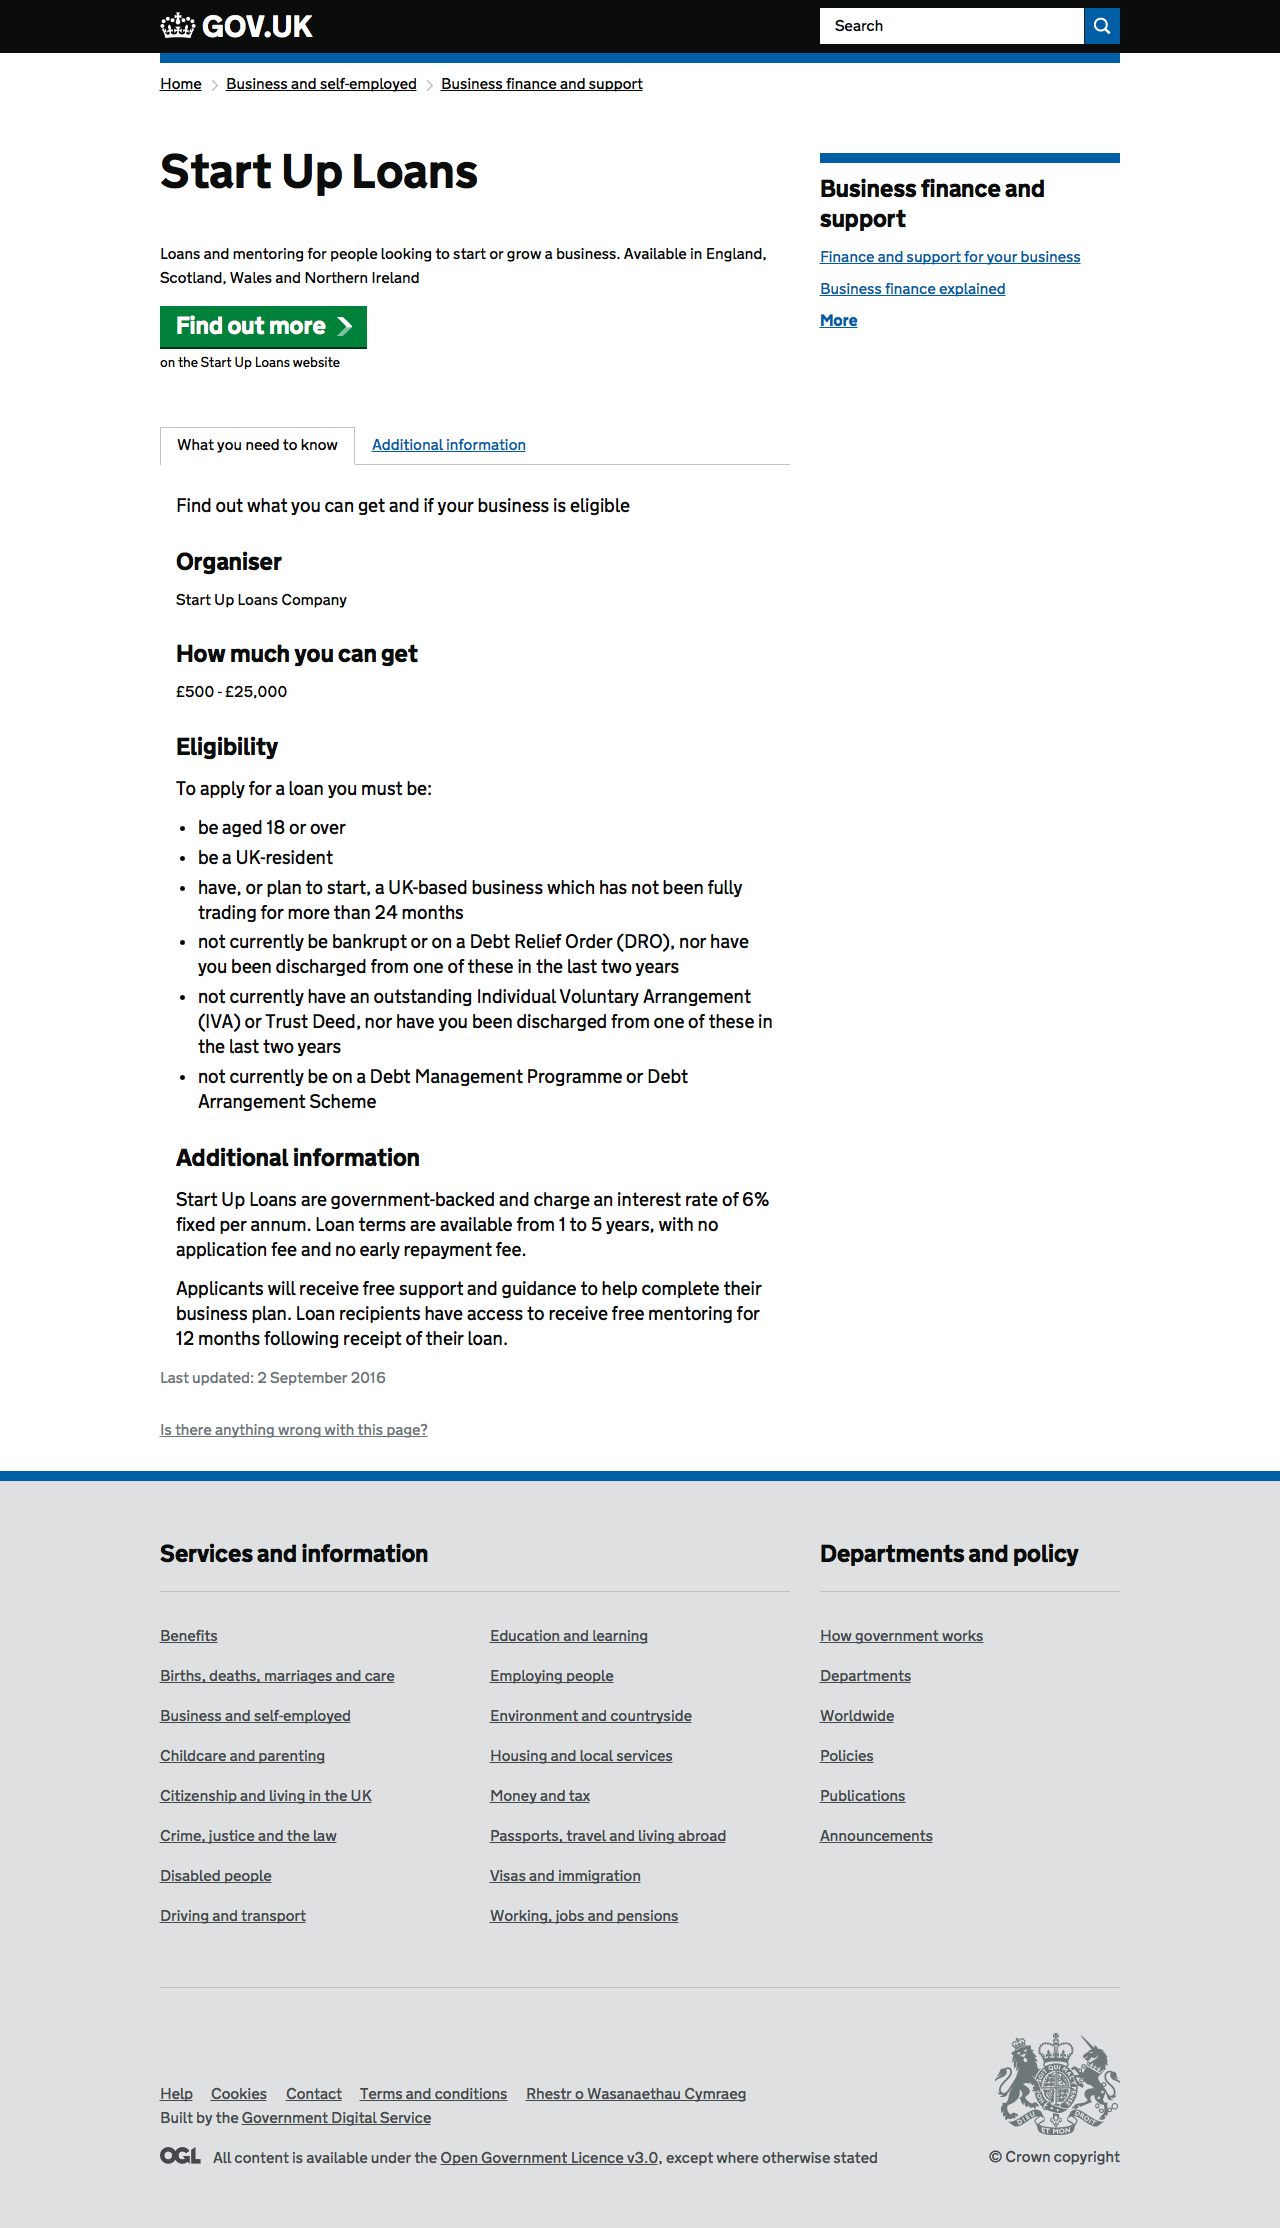 GOV.UK
Search
Home
Business and self-employed
Business finance and support
Start Up Loans
Loans and mentoring for people looking to start or grow a business. Available in England,
Scotland, Wales and Northern Ireland
Find out more
on the Start Up Loans website
Business finance and
support
Finance and support for your business
Business finance explained
More
What you need to know
Additional information
Find out what you can get and if your business is eligible
Organiser
Start Up Loans Company
How much you can get
£500 - £25,000
Eligibility
To apply for a loan you must be:
• be aged 18 or over
• be a UK-resident
• have, or plan to start, a UK-based business which has not been fully
trading for more than 24 months
• not currently be bankrupt or on a Debt Relief Order (DRO), nor have
you been discharged from one of these in the last two years
• not currently have an outstanding Individual Voluntary Arrangement
(IVA) or Trust Deed, nor have you been discharged from one of these in
the last two years
• not currently be on a Debt Management Programme or Debt
Arrangement Scheme
Additional information
Start Up Loans are government-backed and charge an interest rate of 6%
fixed per annum. Loan terms are available from 1 to 5 years, with no
application fee and no early repayment fee.
Applicants will receive free support and guidance to help complete their
business plan. Loan recipients have access to receive free mentoring for
12 months following receipt of their loan.
Last updated: 2 September 2016
Is there anything wrong with this page?
Services and information
Benefits
Births, deaths, marriages and care
Business and self-employed
Childcare and parenting
Citizenship and living in the UK
Crime, justice and the law
Disabled people
Driving and transport
Education and learning
Employing people
Environment and countryside
Housing and local services
Money and tax
Passports, travel and living abroad
Visas and immigration
Working, jobs and pensions
Departments and policy
How government works
Departments
Worldwide
Policies
Publications
Announcements
Help Cookies Contact Terms and conditions Rhestr o Wasanaethau Cymraeg
Built by the Government Digital Service
OGL All content is available under the Open Government Licence v3.0, except where otherwise stated
DIEU ET MON DROIT
© Crown copyright